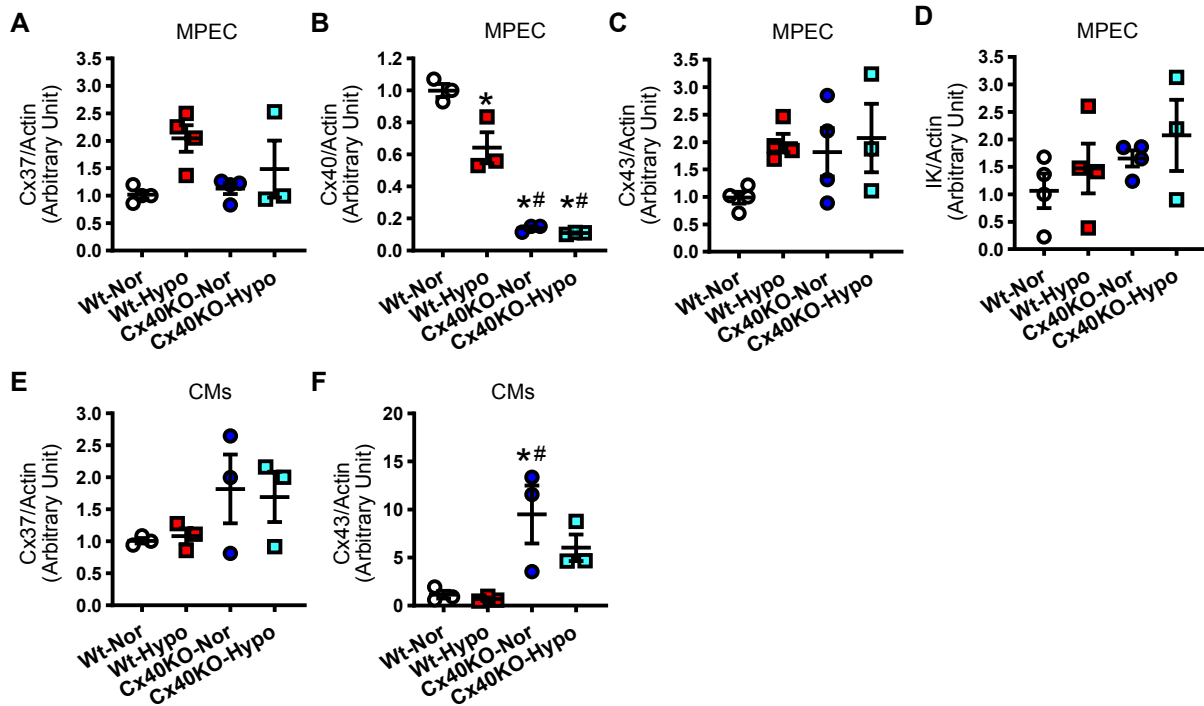 A
MPEC
Cx37/Actin
(Arbitrary Unit)
3.5
3.0
2.5
2.0
1.5
1.0
0.5
0.0
Wt-Nor
Wt-Hypo
Cx40KO-Nor
Cx40KO-Hypo
B
MPEC
Cx40/Actin
(Arbitrary Unit)
1.2
1.0
0.8
0.6
0.4
0.2
0.0
*
*#
*#
Wt-Nor
Wt-Hypo
Cx40KO-Nor
Cx40KO-Hypo
C
MPEC
Cx43/Actin
(Arbitrary Unit)
3.5
3.0
2.5
2.0
1.5
1.0
0.5
0.0
Wt-Nor
Wt-Hypo
Cx40KO-Nor
Cx40KO-Hypo
D
MPEC
IK/Actin
(Arbitrary Unit)
3.5
3.0
2.5
2.0
1.5
1.0
0.5
0.0
Wt-Nor
Wt-Hypo
Cx40KO-Nor
Cx40KO-Hypo
E
CMs
Cx37/Actin
(Arbitrary Unit)
3.0
2.5
2.0
1.5
1.0
0.5
0.0
Wt-Nor
Wt-Hypo
Cx40KO-Nor
Cx40KO-Hypo
F
CMs
Cx43/Actin
(Arbitrary Unit)
20
15
10
5
0
*#
Wt-Nor
Wt-Hypo
Cx40KO-Nor
Cx40KO-Hypo